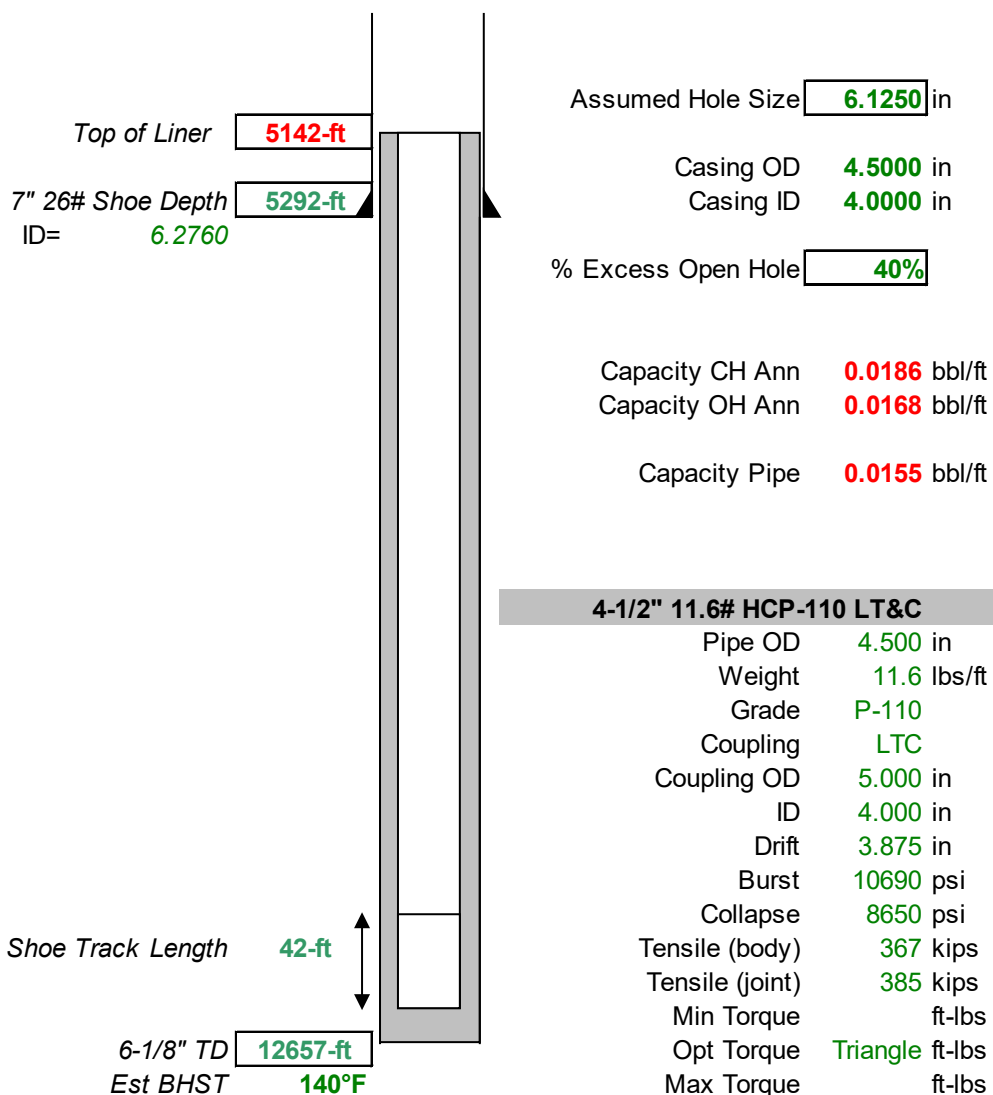 Assumed Hole Size 6.1250 in
Top of Liner 5142-ft
Casing OD 4.5000 in
7" 26# Shoe Depth 5292-ft
Casing ID 4.0000 in
ID= 6.2760
% Excess Open Hole 40%
Capacity CH Ann 0.0186 bbl/ft
Capacity OH Ann 0.0168 bbl/ft
Capacity Pipe 0.0155 bbl/ft
4-1/2" 11.6# HCP-110 LT&C
Pipe OD 4.500 in
Weight 11.6 lbs/ft
Grade P-110
Coupling LTC
Coupling OD 5.000 in
ID 4.000 in
Drift 3.875 in
Burst 10690 psi
Collapse 8650 psi
Shoe Track Length 42-ft
Tensile (body) 367 kips
Tensile (joint) 385 kips
Min Torque ft-lbs
6-1/8" TD 12657-ft
Opt Torque Triangle ft-lbs
Est BHST 140°F
Max Torque ft-lbs